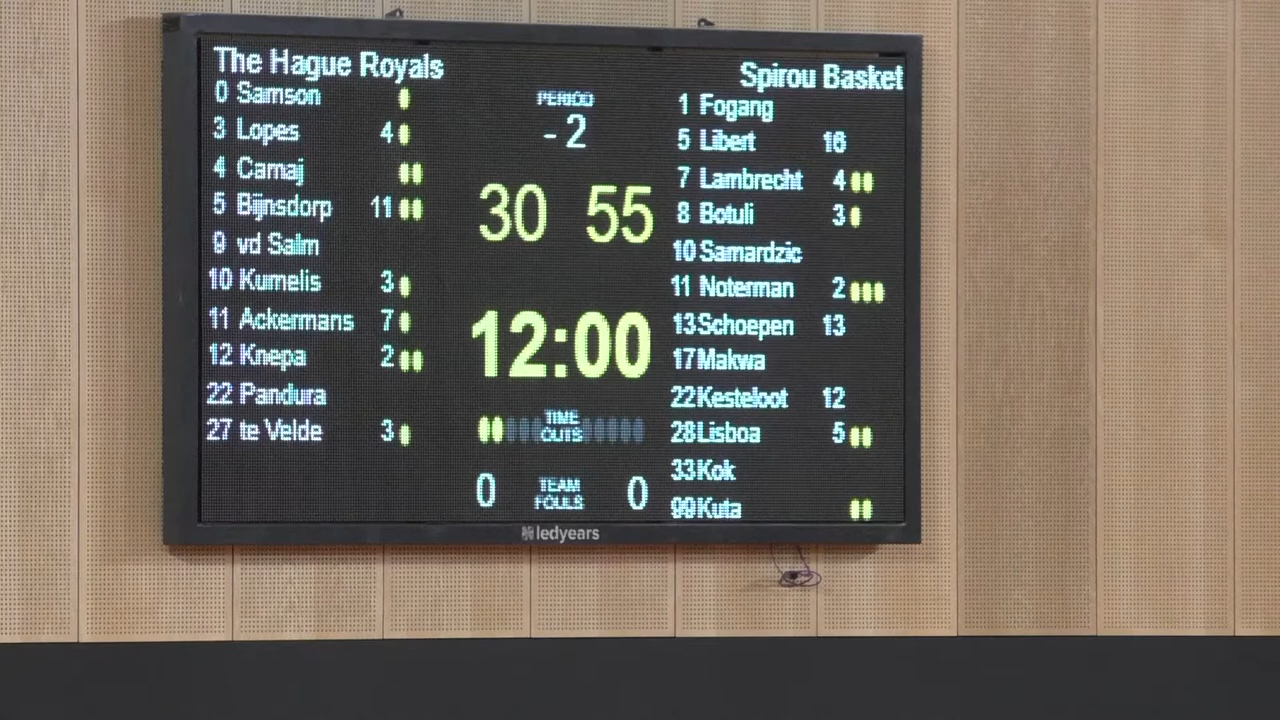 The Hague Royals
0 Samson
3 Lopes 4
4 Camaj
5 Bijnsdorp 11
9 vd Salm
10 Kumelis 3
11 Ackermans 7
12 Knepa 2
22 Pandura
27 te Velde 3
PERIOD
- 2
30 55
12:00
TIME
OUTS
0 TEAM FOULS 0
ledyears
Spirou Basket
1 Fogang
5 Libert 16
7 Lambrecht 4
8 Botuli 3
10 Samardzic
11 Noterman 2
13 Schoepen 13
17 Makwa
22 Kesteloot 12
28 Lisboa 5
33 Kok
99 Kuta